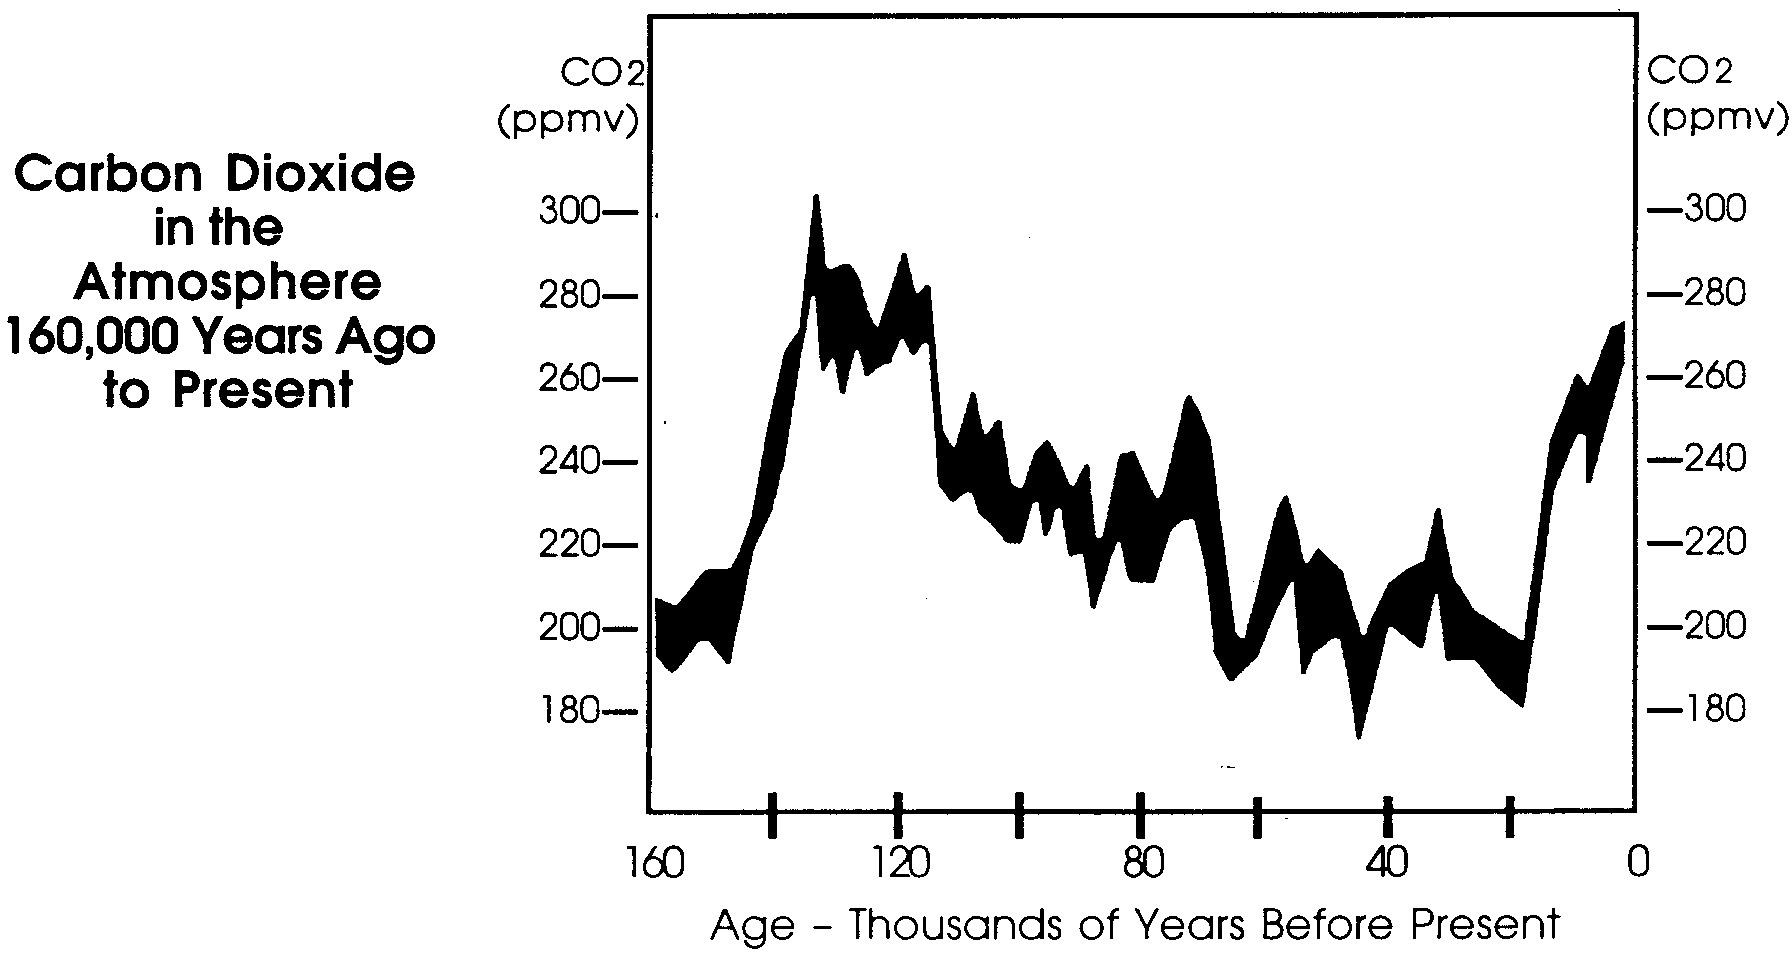 Carbon Dioxide
in the
Atmosphere
160,000 Years Ago
to Present
CO2
(ppmv)
300
280
260
240
220
200
180
CO2
(ppmv)
300
280
260
240
220
200
180
160 120 80 40 0
Age – Thousands of Years Before Present